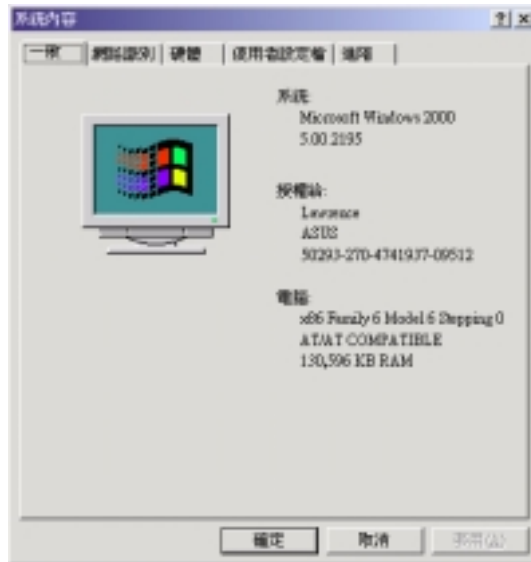 系統內容
一般 網路識別 硬體 使用者設定檔 進階
系統:
Microsoft Windows 2000
5.00.2195
授權給:
Lawrence
ASUS
50293-270-4741937-09512
電腦:
x86 Family 6 Model 6 Stepping 0
AT/AT COMPATIBLE
130,596 KB RAM
確定 取消 套用(A)